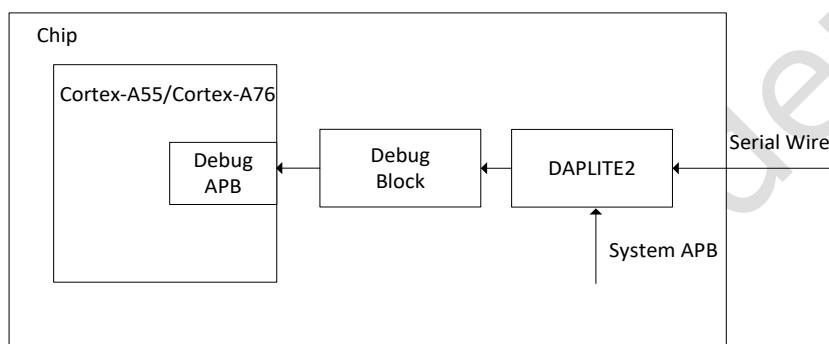 Chip
Cortex-A55/Cortex-A76
Debug
APB
Debug
Block
DAPLITE2
Serial Wire
System APB